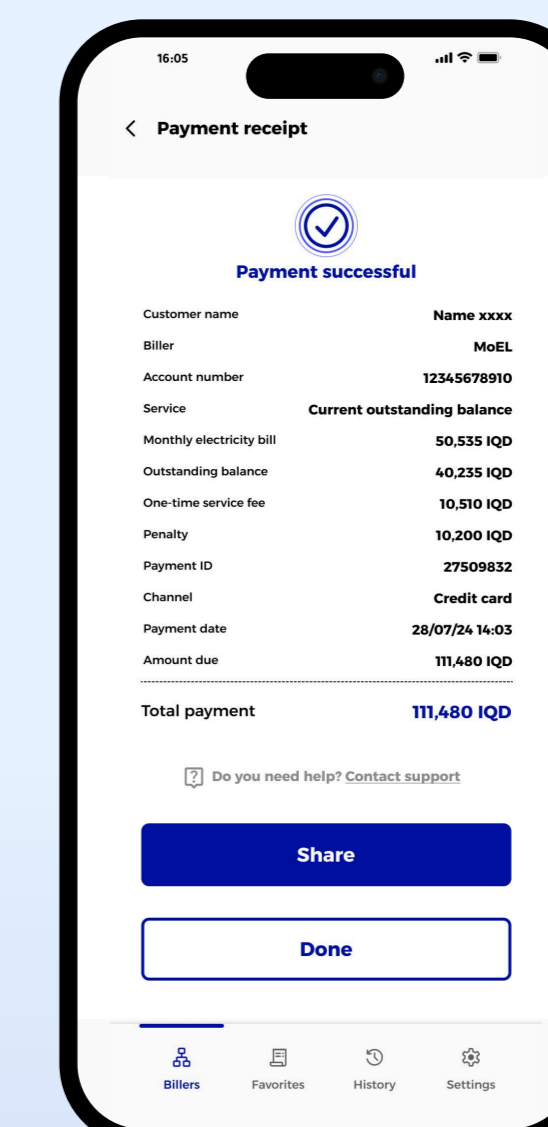 16:05
Payment receipt
Payment successful
Customer name Name xxxx
Biller MoEL
Account number 12345678910
Service Current outstanding balance
Monthly electricity bill 50,535 IQD
Outstanding balance 40,235 IQD
One-time service fee 10,510 IQD
Penalty 10,200 IQD
Payment ID 27509832
Channel Credit card
Payment date 28/07/24 14:03
Amount due 111,480 IQD
Total payment 111,480 IQD
Do you need help? Contact support
Share
Done
Billers Favorites History Settings